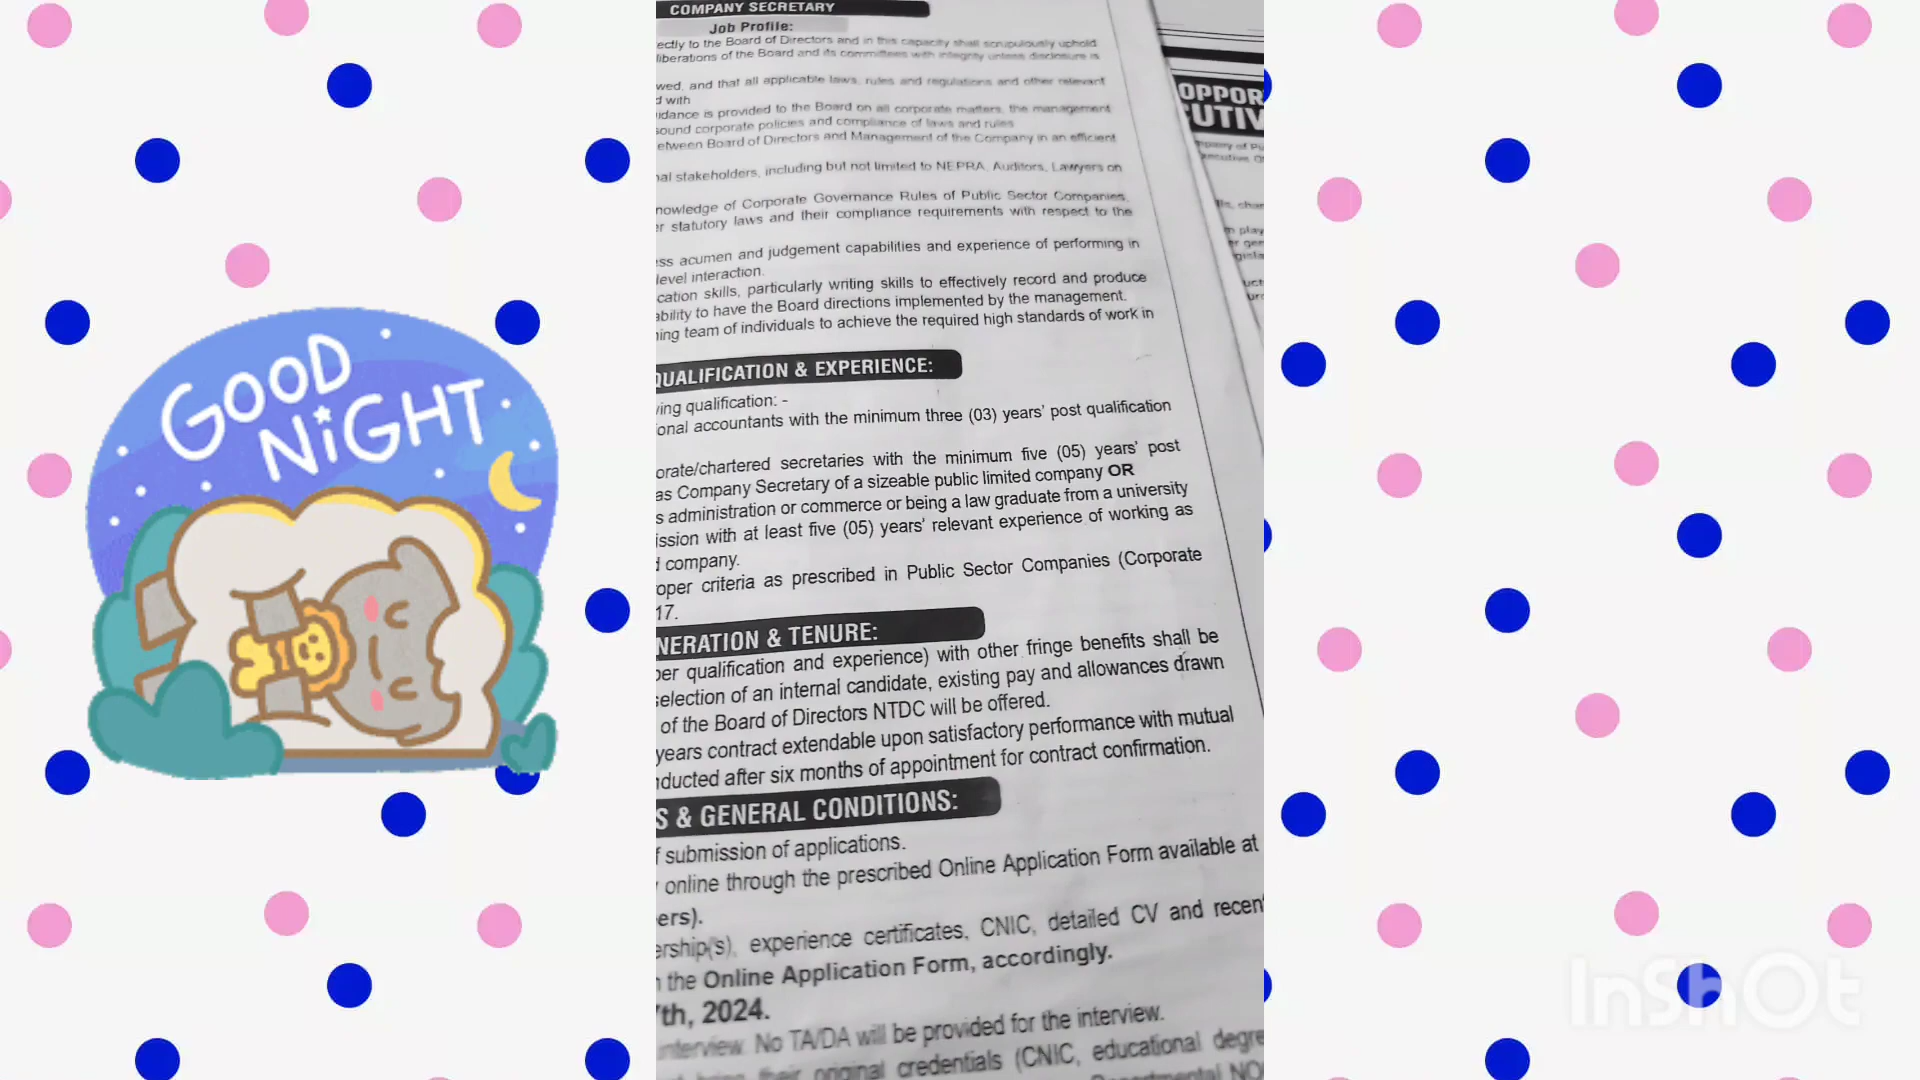 GOOD
NiGHT
COMPANY SECRETARY
Job Profile:
ectly to the Board of Directors and in this capacity shall scrupulously uphold
liberations of the Board and its committees with integrity unless disclosure is
wed, and that all applicable laws, rules and regulations and other relevant
d with
idance is provided to the Board on all corporate matters, the management
sound corporate policies and compliance of laws and rules
etween Board of Directors and Management of the Company in an efficient
nal stakeholders, including but not limited to NEPRA, Auditors, Lawyers on
nowledge of Corporate Governance Rules of Public Sector Companies,
er statutory laws and their compliance requirements with respect to the
ess acumen and judgement capabilities and experience of performing in
level interaction.
cation skills, particularly writing skills to effectively record and produce
ability to have the Board directions implemented by the management.
ning team of individuals to achieve the required high standards of work in
QUALIFICATION & EXPERIENCE:
ving qualification: -
onal accountants with the minimum three (03) years' post qualification
orate/chartered secretaries with the minimum five (05) years' post
as Company Secretary of a sizeable public limited company OR
s administration or commerce or being a law graduate from a university
ission with at least five (05) years' relevant experience of working as
d company.
oper criteria as prescribed in Public Sector Companies (Corporate
17.
NERATION & TENURE:
per qualification and experience) with other fringe benefits shall be
selection of an internal candidate, existing pay and allowances drawn
of the Board of Directors NTDC will be offered.
years contract extendable upon satisfactory performance with mutual
nducted after six months of appointment for contract confirmation.
S & GENERAL CONDITIONS:
f submission of applications.
online through the prescribed Online Application Form available at
ers).
ership(s), experience certificates, CNIC, detailed CV and recent
n the Online Application Form, accordingly.
7th, 2024.
interview. No TA/DA will be provided for the interview.
their original credentials (CNIC, educational degre
OPPOR
CUTIV
InShOt